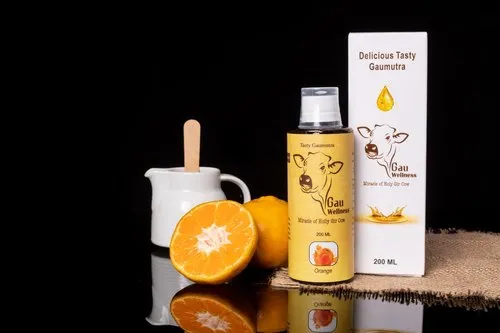 Delicious Tasty
Gaumutra
Gau
Wellness
Miracle of Holy Gir Cow
200 ML
Tasty Gaumutra
Gau
Wellness
Miracle of Holly Gir Cow
200 ML
Orange